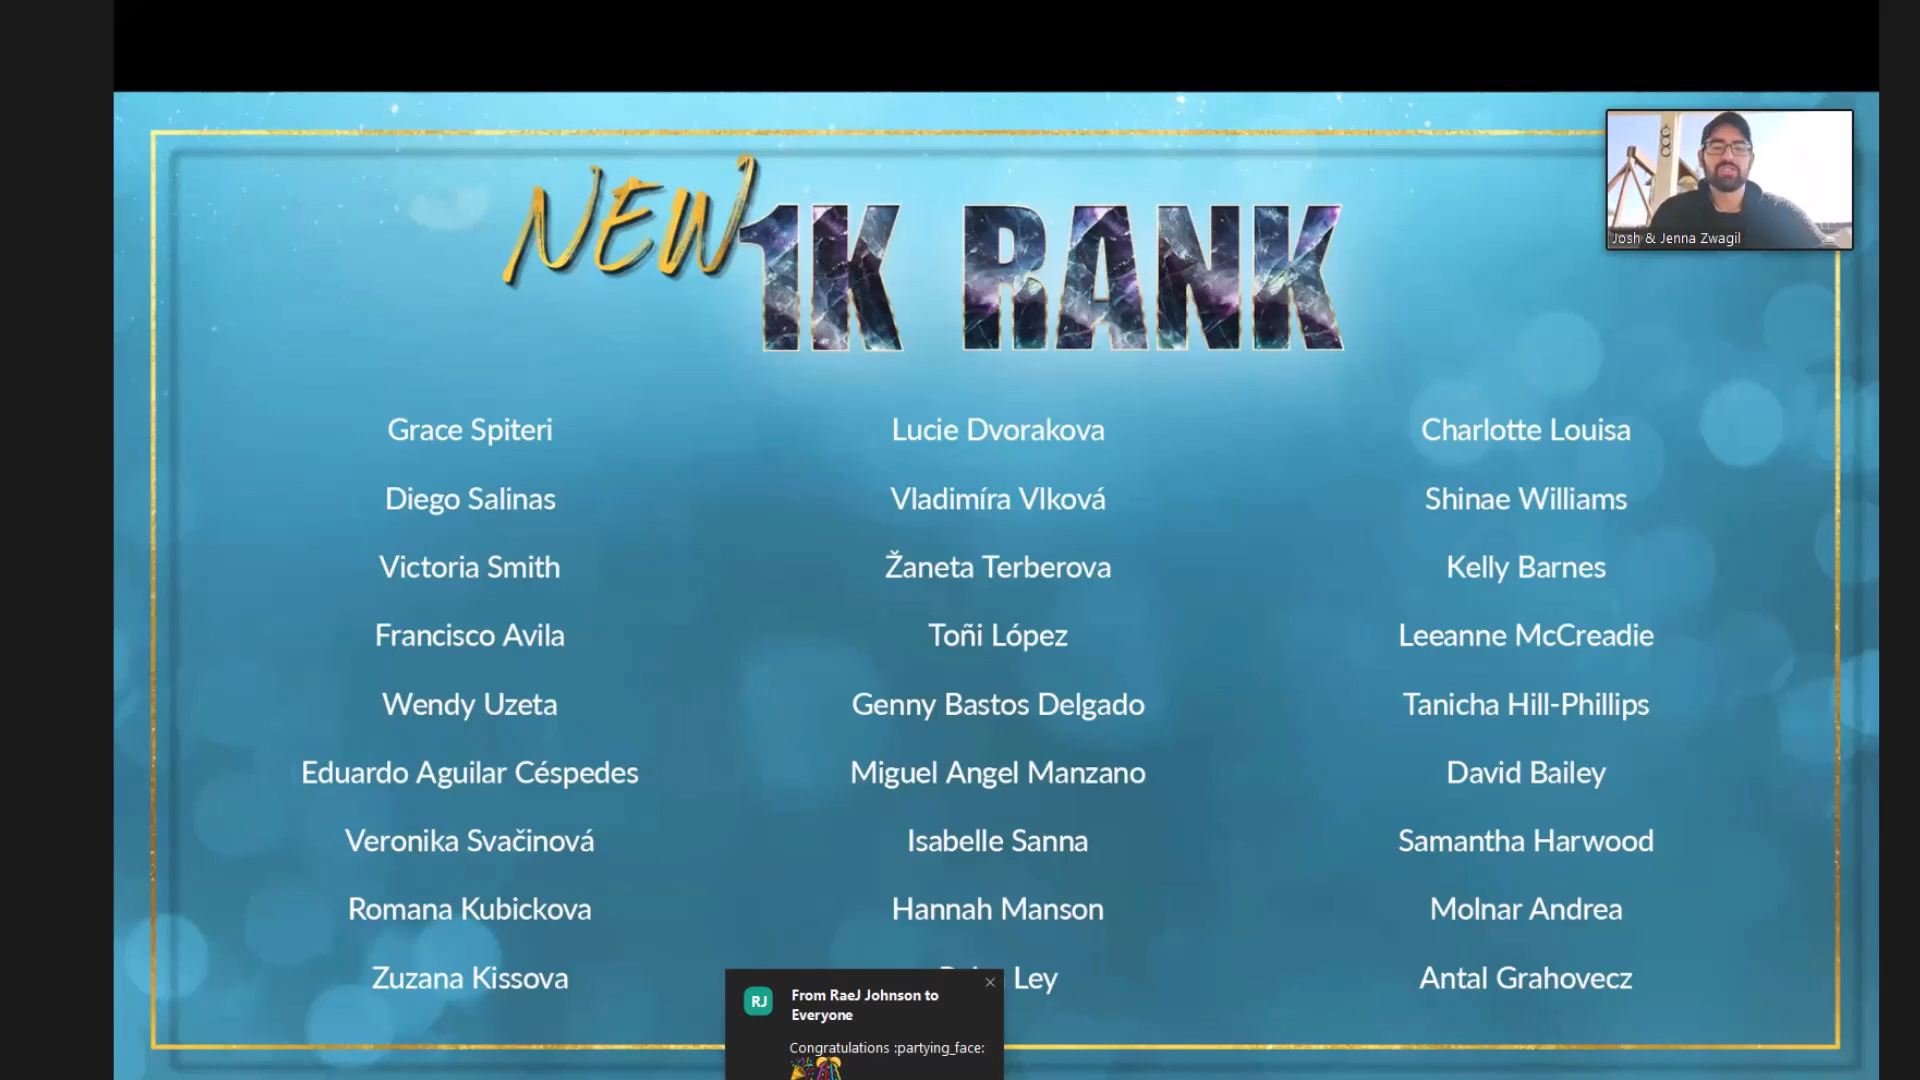 NEW 1K RANK
Josh & Jenna Zwagil
Grace Spiteri
Diego Salinas
Victoria Smith
Francisco Avila
Wendy Uzeta
Eduardo Aguilar Céspedes
Veronika Svačinová
Romana Kubickova
Zuzana Kissova
Lucie Dvorakova
Vladimíra Vlková
Žaneta Terberova
Toñi López
Genny Bastos Delgado
Miguel Angel Manzano
Isabelle Sanna
Hannah Manson
Ley
Charlotte Louisa
Shinae Williams
Kelly Barnes
Leeanne McCreadie
Tanicha Hill-Phillips
David Bailey
Samantha Harwood
Molnar Andrea
Antal Grahovecz
RJ
From RaeJ Johnson to
Everyone
Congratulations :partying_face: